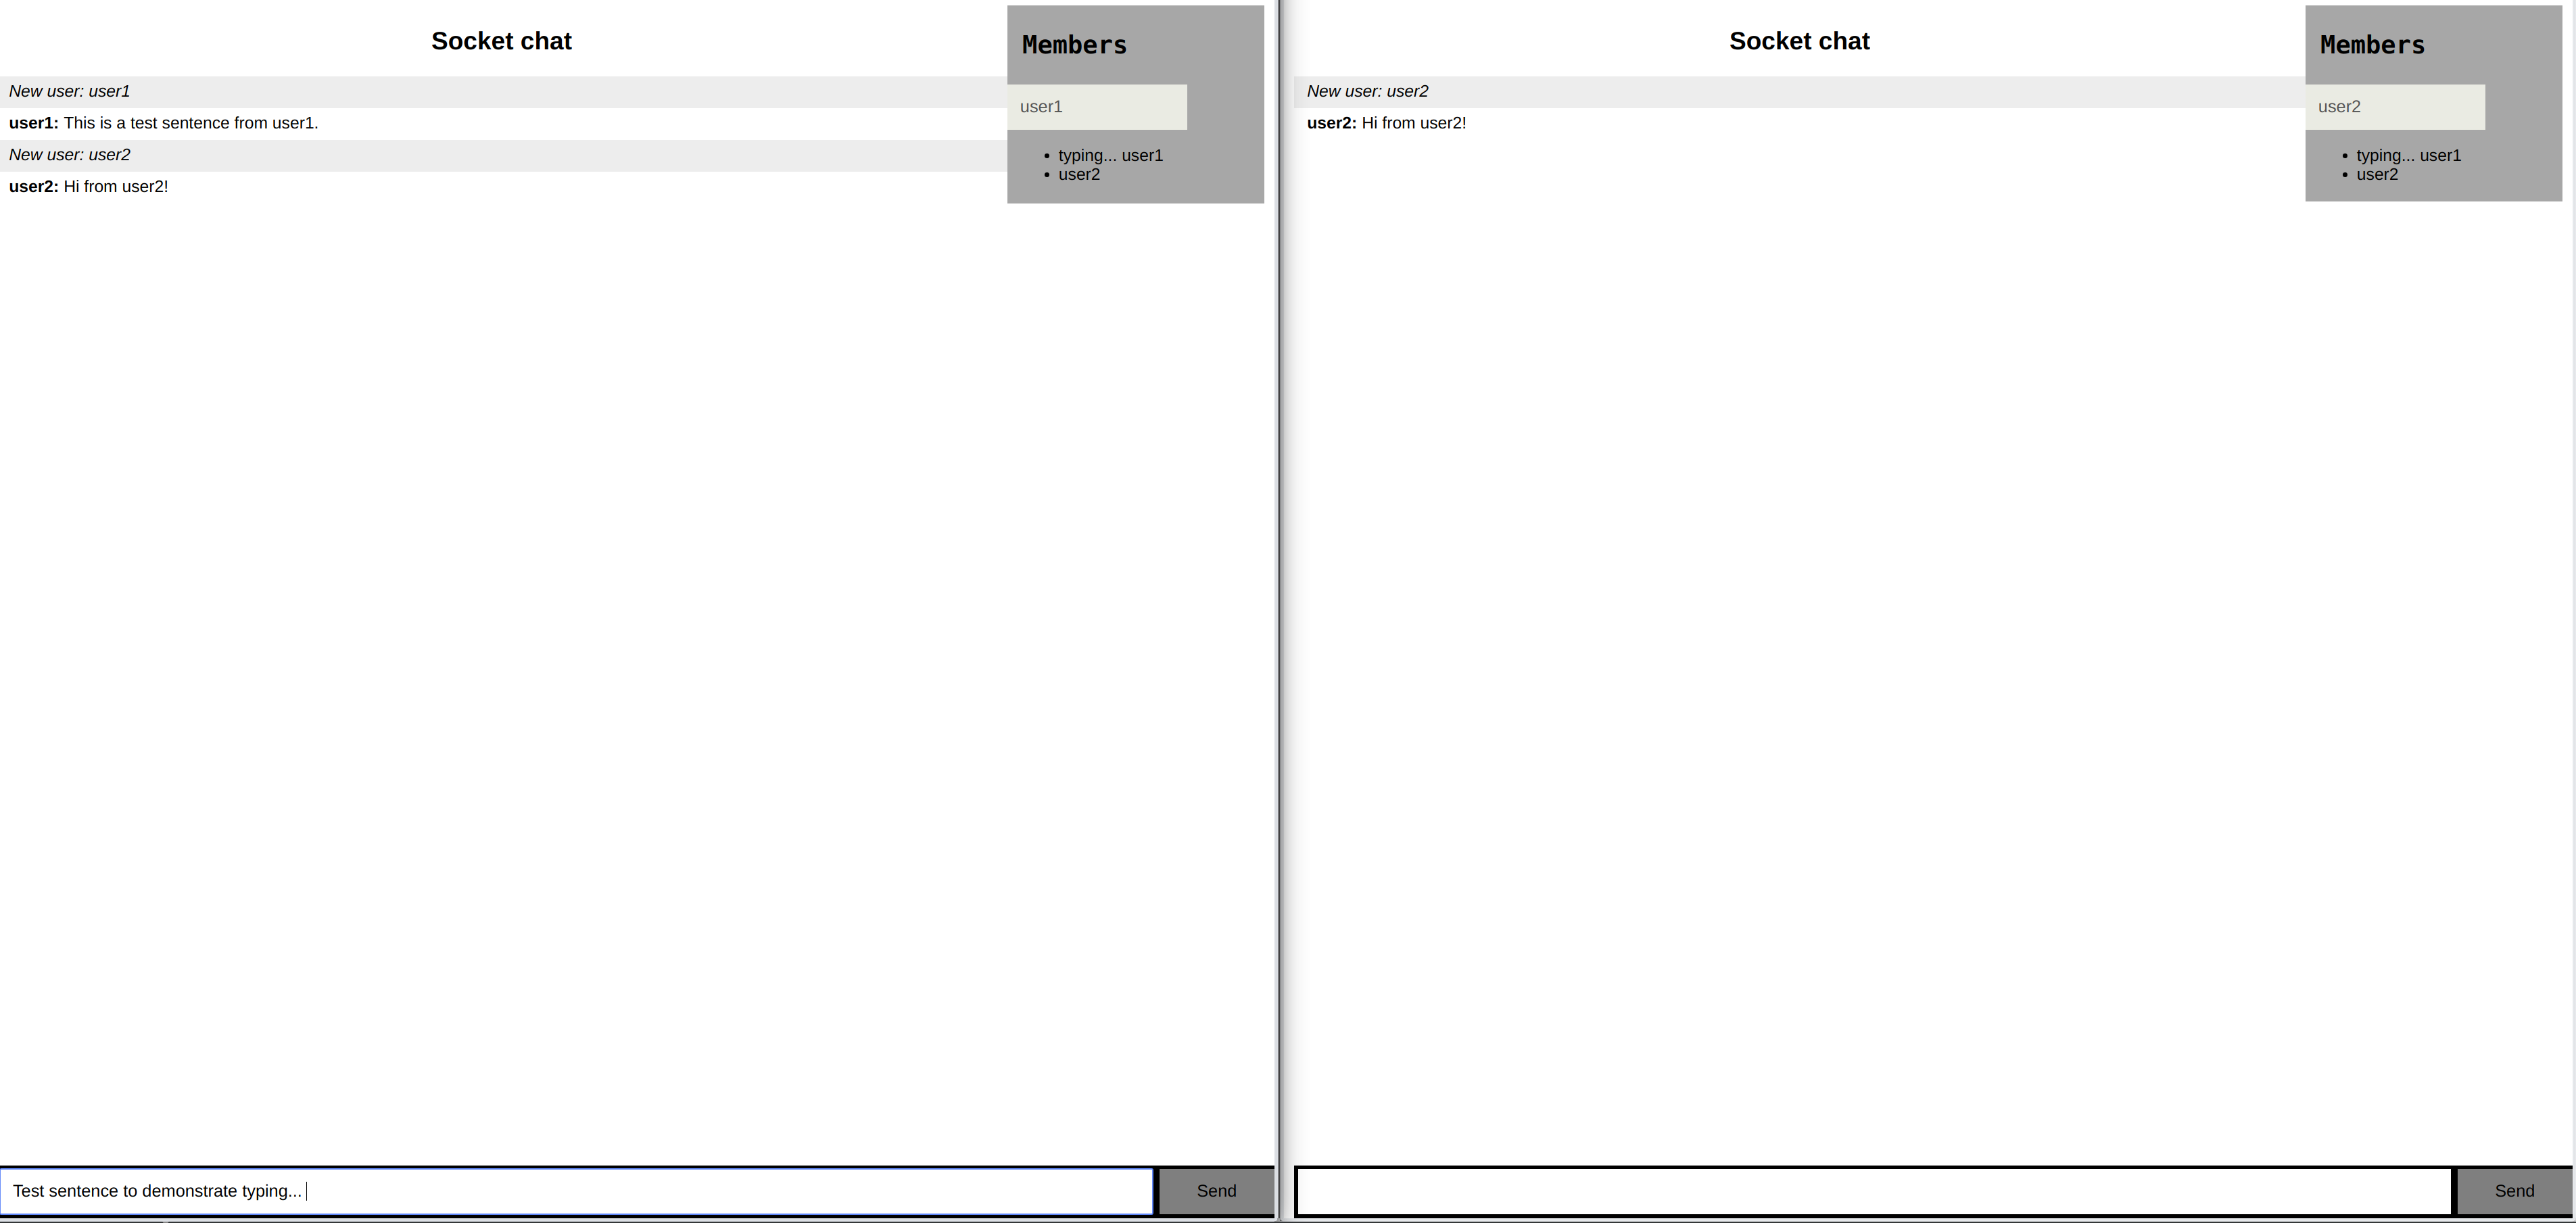 Socket chat
New user: user1
user1: This is a test sentence from user1.
New user: user2
user2: Hi from user2!
Members
user1
typing... user1
user2
Test sentence to demonstrate typing...
Send
Socket chat
New user: user2
user2: Hi from user2!
Members
user2
typing... user1
user2
Send